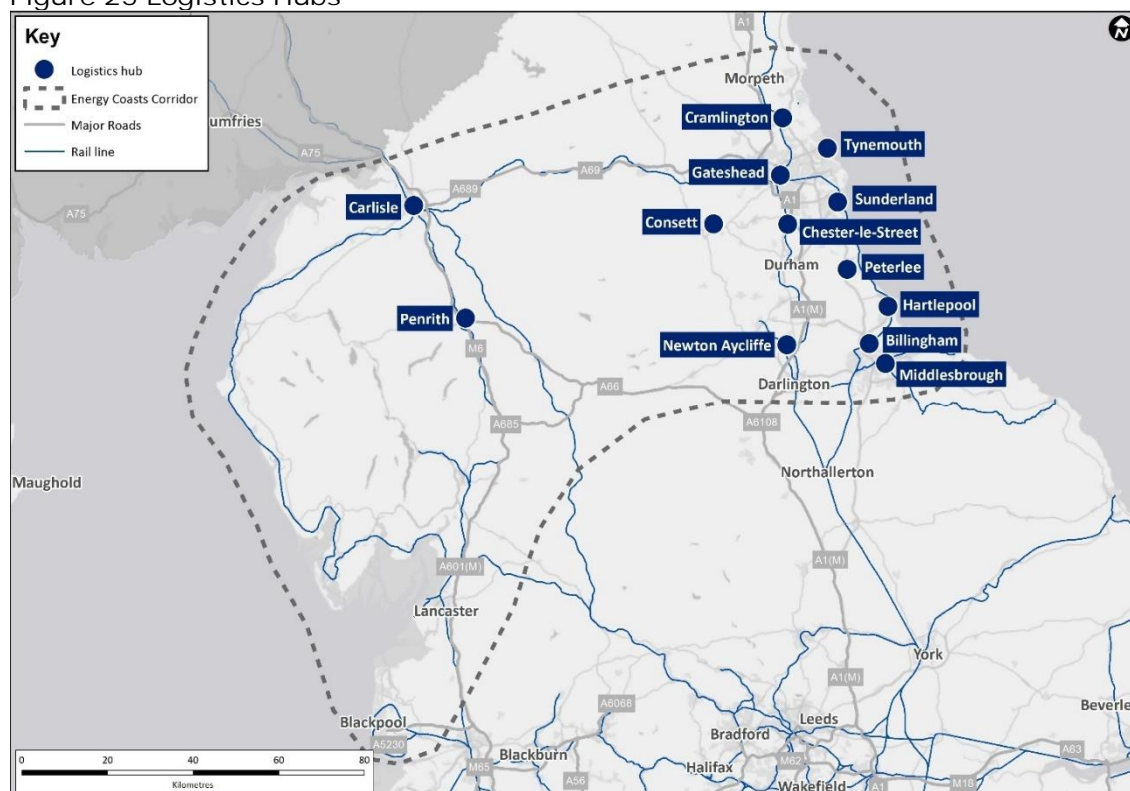 Figure 25 Logistics Hubs
Key
Logistics hub
Energy Coasts Corridor
Major Roads
Rail line
N
A1
Morpeth
Cramlington
Tynemouth
umfries
A75
A75
A689
A69
Gateshead
Carlisle
A1
Sunderland
Consett
Chester-le-Street
Durham
Peterlee
A1(M)
Hartlepool
Penrith
M6
Newton Aycliffe
Billingham
Middlesbrough
Darlington
A66
A685
A6108
Maughold
Northallerton
A601(M)
A1(M)
Lancaster
York
A1(M)
Blackpool
A6068
Leeds
Beverle
A5230
Bradford
Blackburn
A63
M65
A56
Halifax
M62
Wakefield
A1
M18
0 20 40 60 80
Kilometres